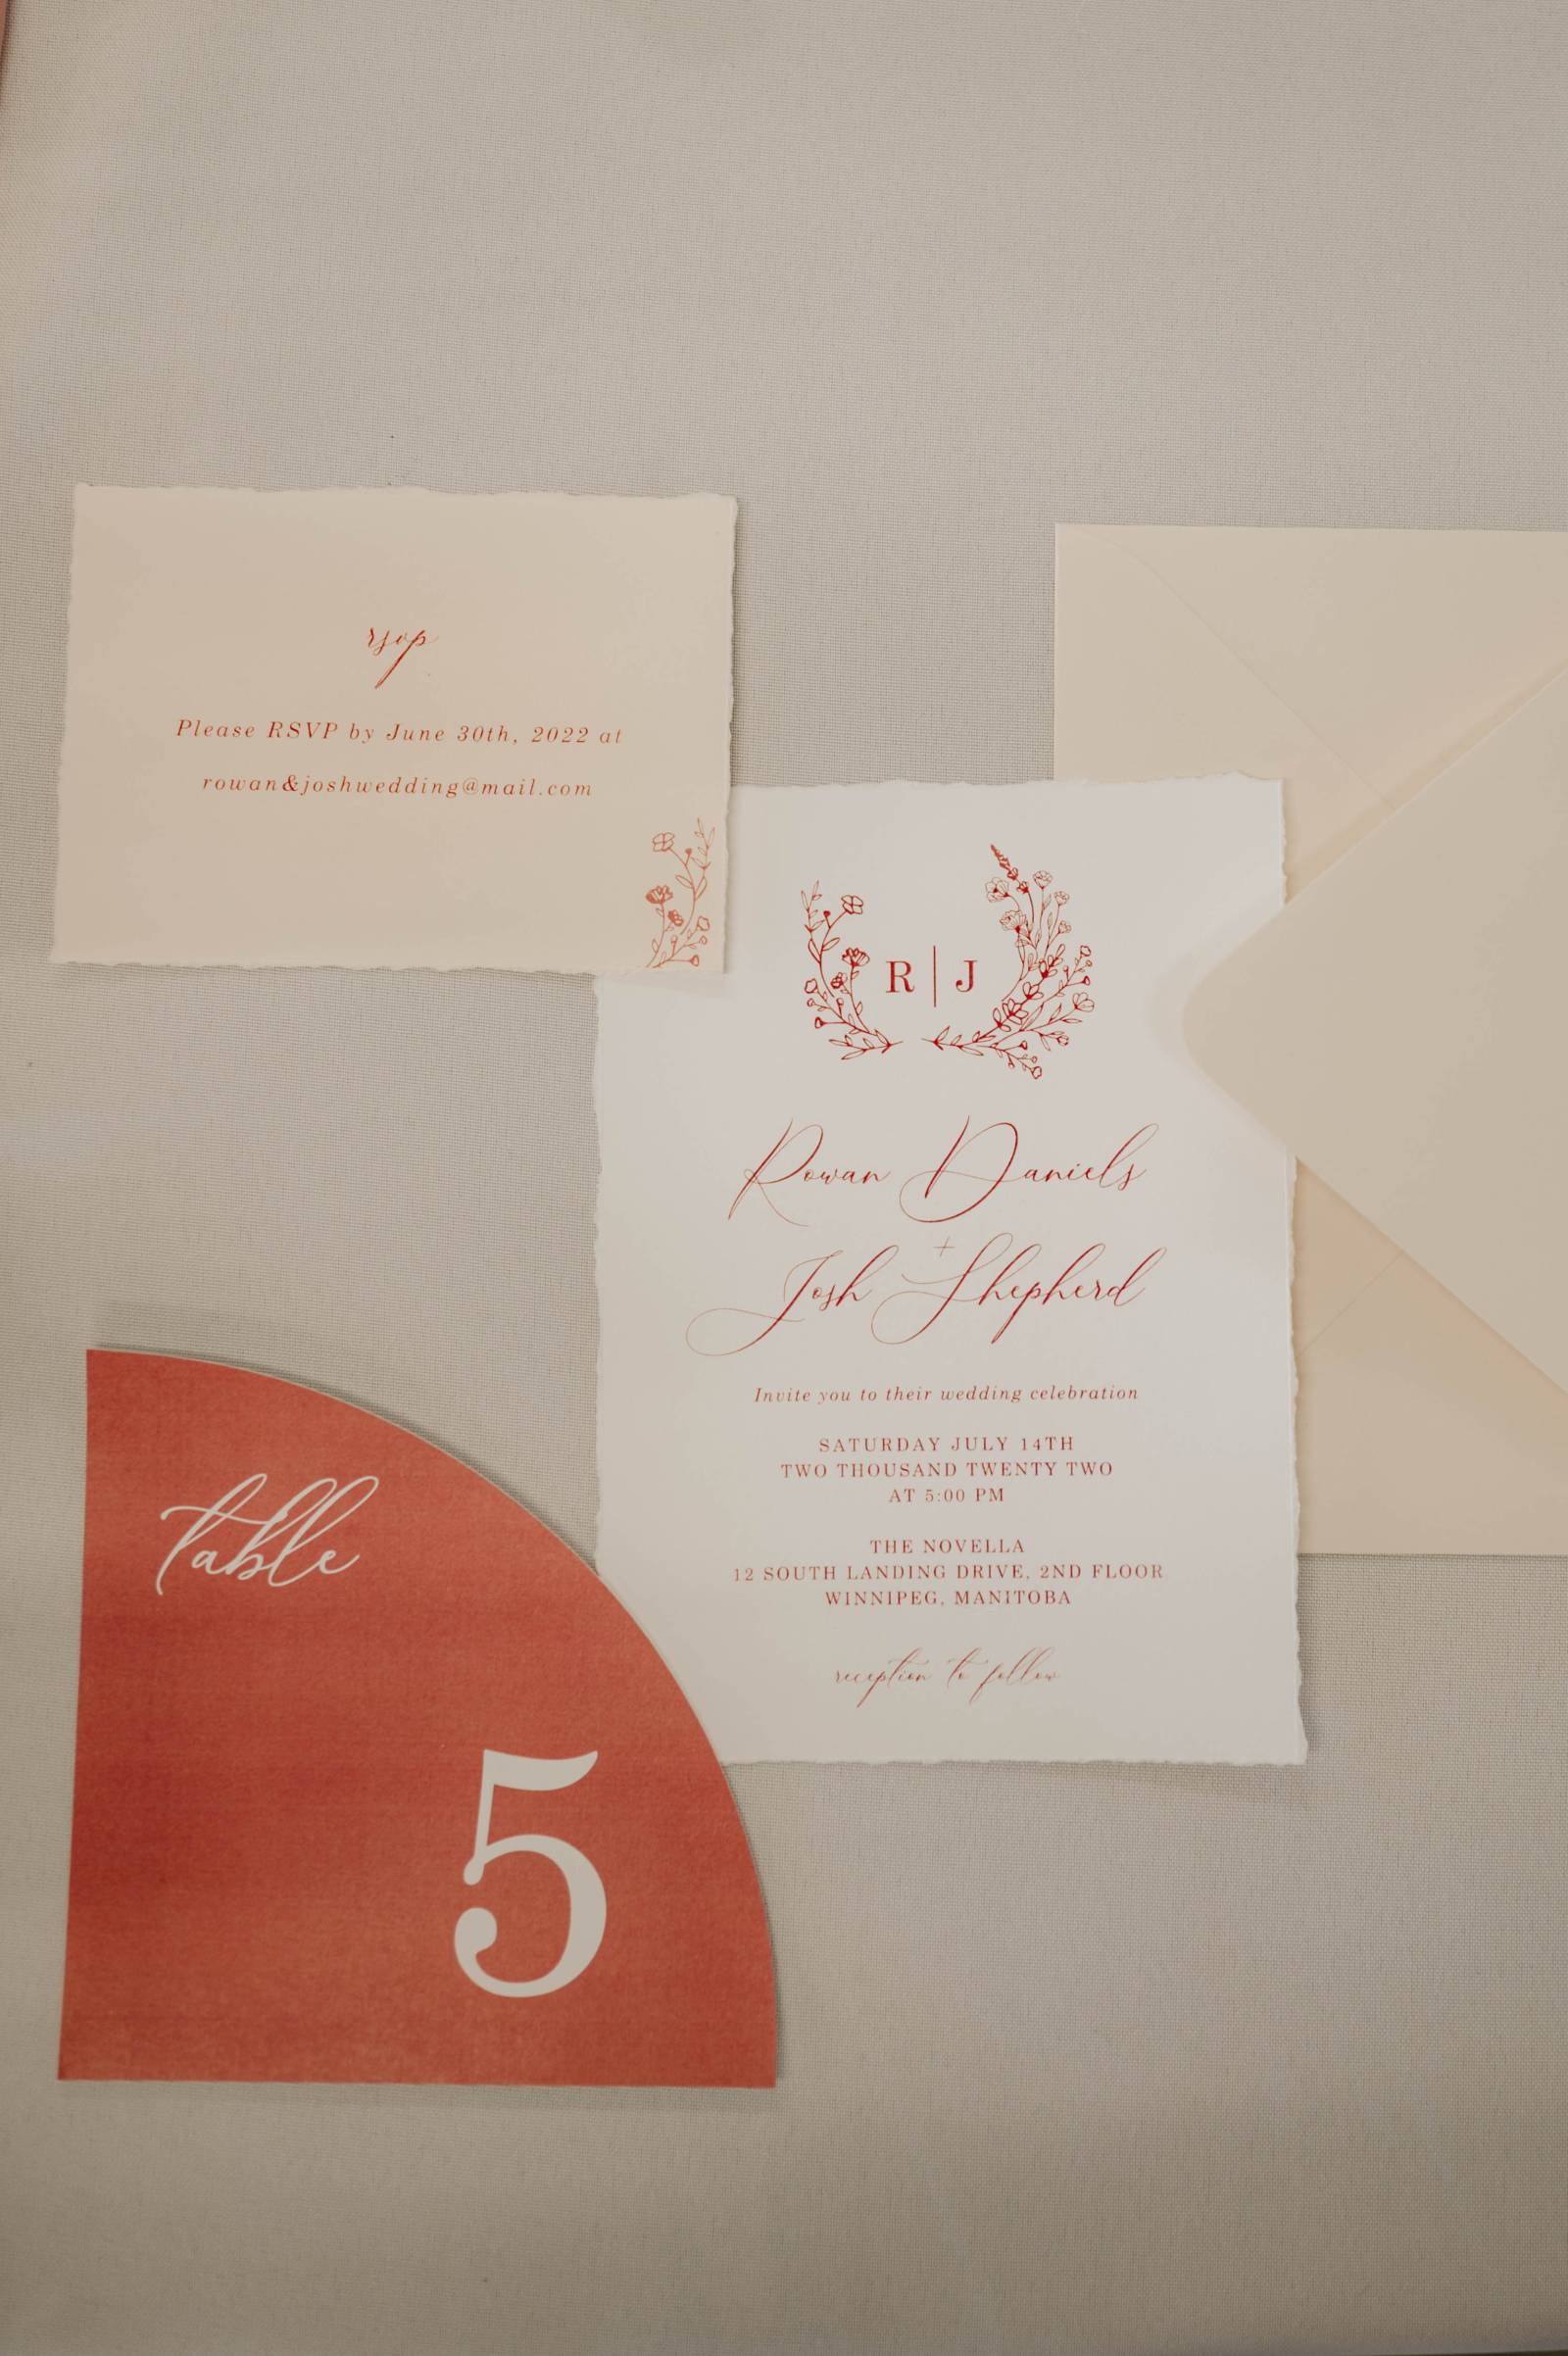 rsvp
Please RSVP by June 30th, 2022 at
rowan&joshwedding@mail.com
R | J
Rowan Daniels
+
Josh Shepherd
Invite you to their wedding celebration
SATURDAY JULY 14TH
TWO THOUSAND TWENTY TWO
AT 5:00 PM
THE NOVELLA
12 SOUTH LANDING DRIVE, 2ND FLOOR
WINNIPEG, MANITOBA
reception to follow
table
5